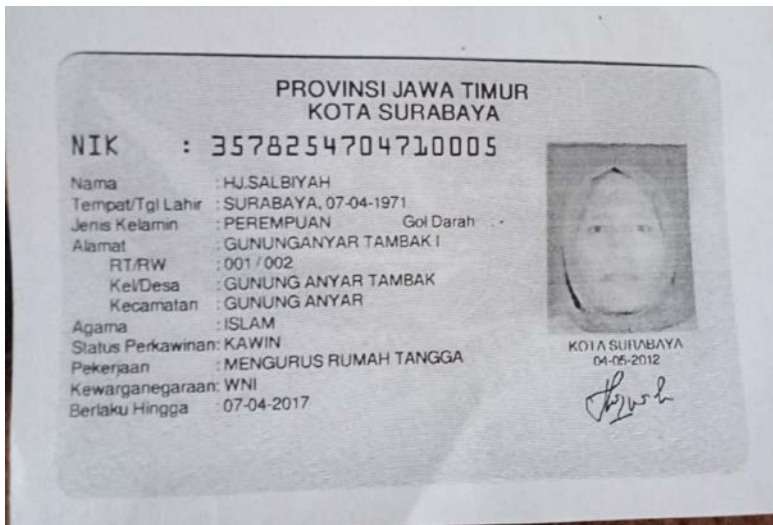 PROVINSI JAWA TIMUR
KOTA SURABAYA
NIK : 3578254704710005
Nama : HJ.SALBIYAH
Tempat/Tgl Lahir : SURABAYA, 07-04-1971
Jenis Kelamin : PEREMPUAN Gol Darah : -
Alamat : GUNUNGANYAR TAMBAK I
RT/RW : 001 / 002
Kel/Desa : GUNUNG ANYAR TAMBAK
Kecamatan : GUNUNG ANYAR
Agama : ISLAM
Status Perkawinan: KAWIN
Pekerjaan : MENGURUS RUMAH TANGGA
Kewarganegaraan: WNI
Berlaku Hingga : 07-04-2017
KOTA SURABAYA
04-05-2012